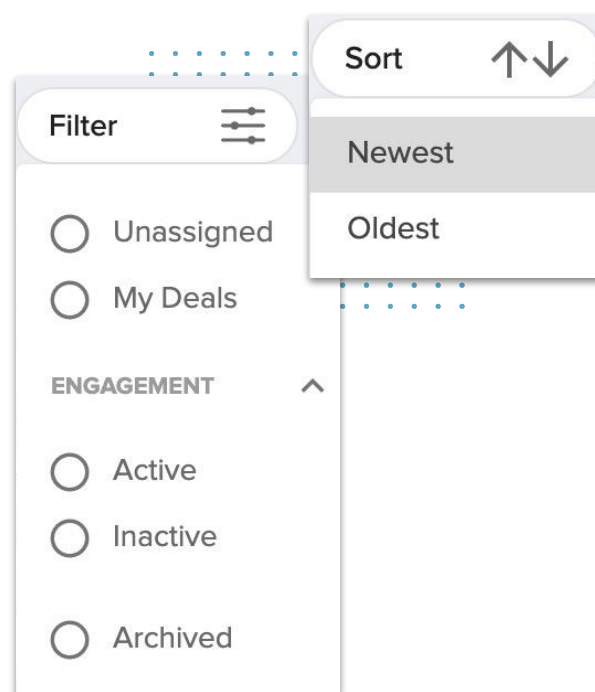 Sort
Newest
Oldest
Filter
Unassigned
My Deals
ENGAGEMENT
Active
Inactive
Archived